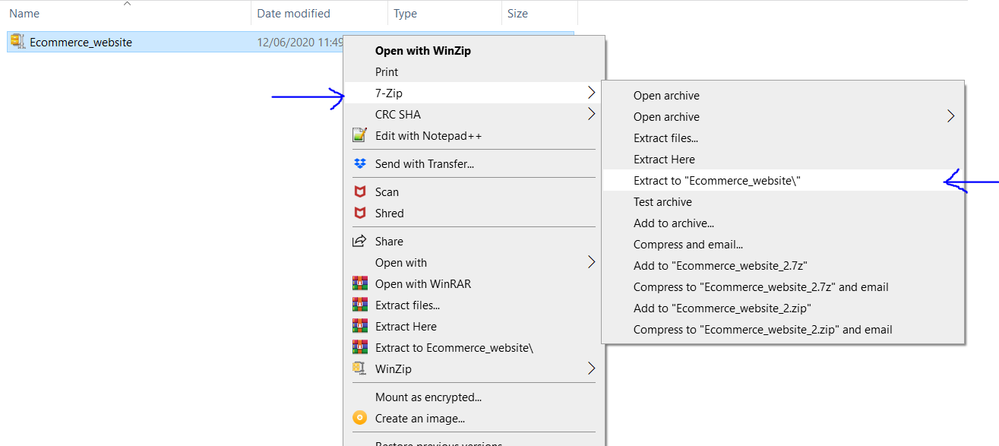 Name Date modified Type Size
Ecommerce_website 12/06/2020 11:49
Open with WinZip
Print
7-Zip
CRC SHA
Edit with Notepad++
Send with Transfer...
Scan
Shred
Share
Open with
Open with WinRAR
Extract files...
Extract Here
Extract to Ecommerce_website\
WinZip
Mount as encrypted...
Create an image...
Restore previous versions
Open archive
Open archive
Extract files...
Extract Here
Extract to "Ecommerce_website\"
Test archive
Add to archive...
Compress and email...
Add to "Ecommerce_website_2.7z"
Compress to "Ecommerce_website_2.7z" and email
Add to "Ecommerce_website_2.zip"
Compress to "Ecommerce_website_2.zip" and email